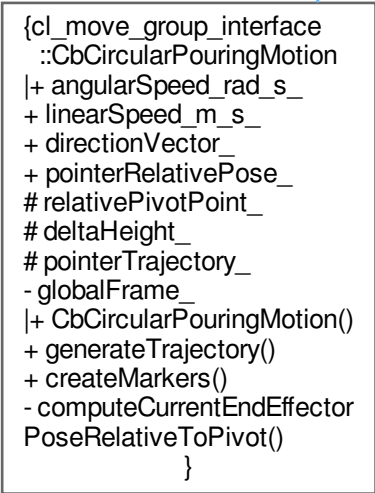 {cl_move_group_interface
::CbCircularPouringMotion
|+ angularSpeed_rad_s_
+ linearSpeed_m_s_
+ directionVector_
+ pointerRelativePose_
# relativePivotPoint_
# deltaHeight_
# pointerTrajectory_
- globalFrame_
|+ CbCircularPouringMotion()
+ generateTrajectory()
+ createMarkers()
- computeCurrentEndEffector
PoseRelativeToPivot()
}